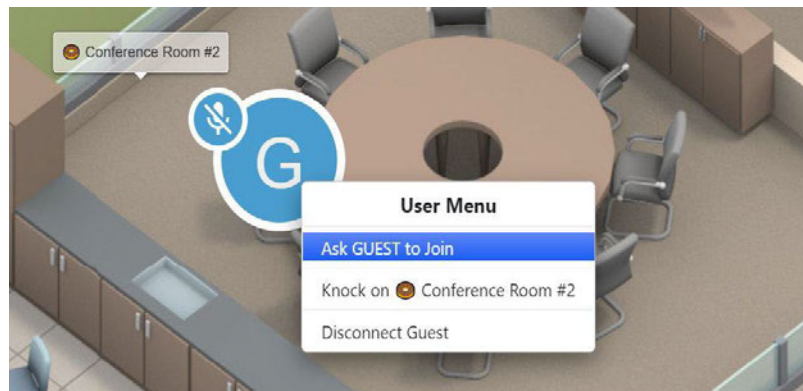 🍩 Conference Room #2
G
User Menu
Ask GUEST to Join
Knock on 🍩 Conference Room #2
Disconnect Guest